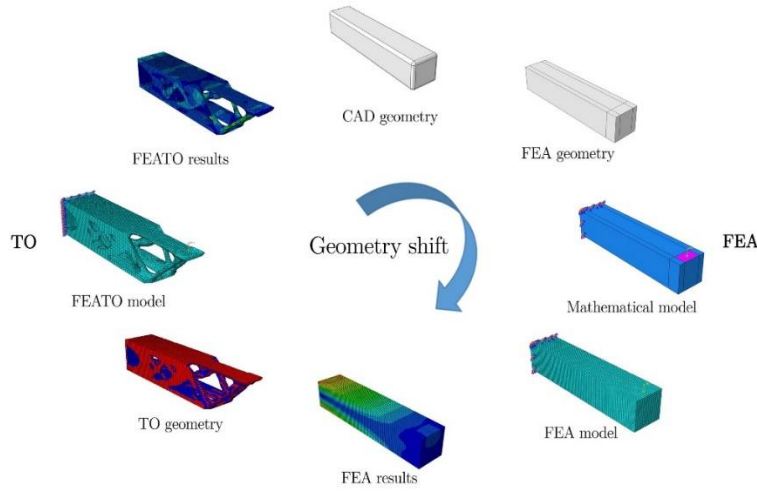 CAD geometry
FEATO results
FEA geometry
TO
Geometry shift
FEA
FEATO model
Mathematical model
TO geometry
FEA model
FEA results